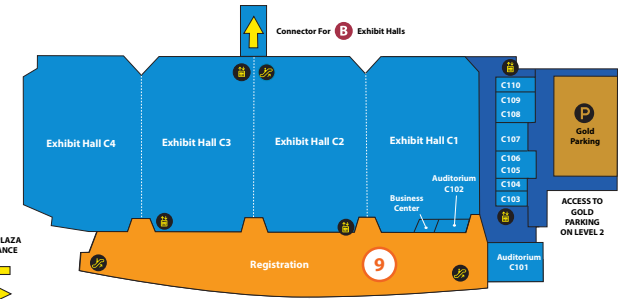 Connector For B Exhibit Halls
C110
C109
C108
P
Gold
Parking
Exhibit Hall C4
Exhibit Hall C3
Exhibit Hall C2
Exhibit Hall C1
C107
C106
C105
C104
C103
Auditorium
C102
Business
Center
ACCESS TO
GOLD
PARKING
ON LEVEL 2
LAZA
ANCE
Registration
9
Auditorium
C101